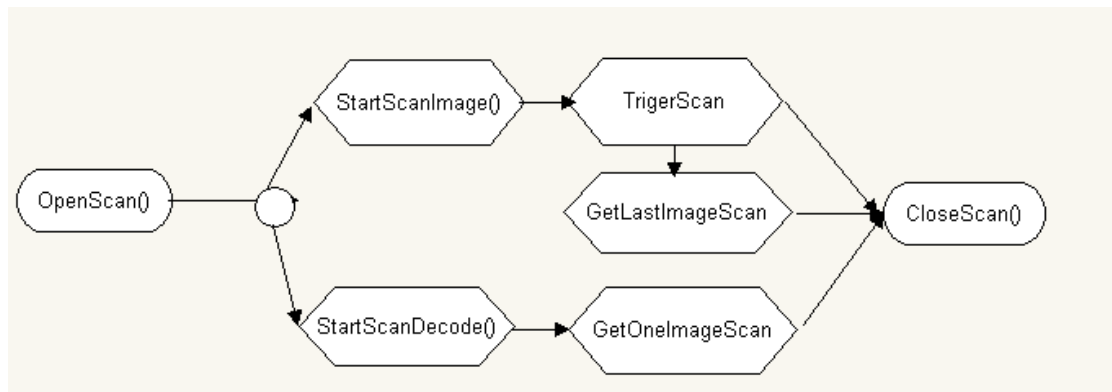 StartScanImage()
TrigerScan
OpenScan()
GetLastImageScan
CloseScan()
StartScanDecode()
GetOneImageScan